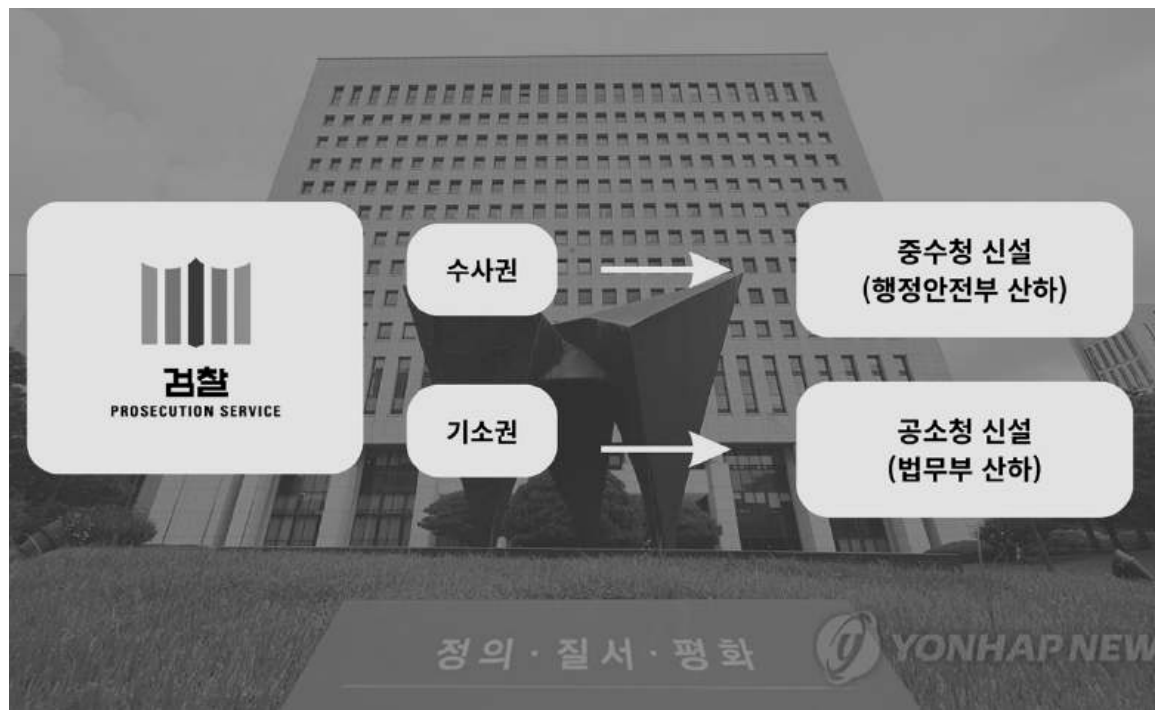 검찰
PROSECUTION SERVICE
수사권
중수청 신설
(행정안전부 산하)
기소권
공소청 신설
(법무부 산하)
정의·질서·평화
YONHAP NEW